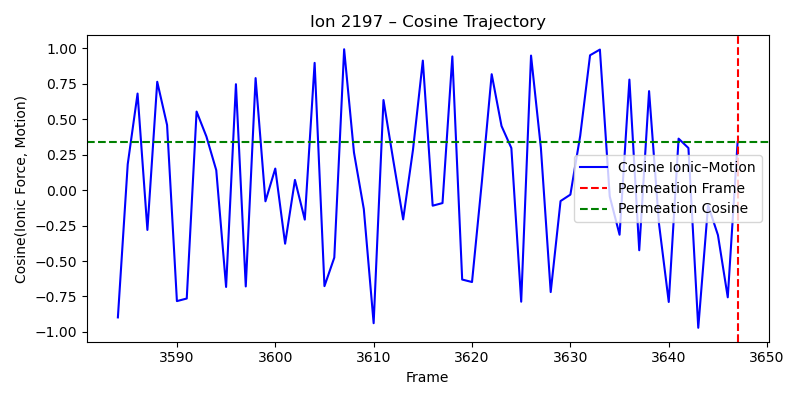 Ion 2197 – Cosine Trajectory
Cosine(Ionic Force, Motion)
1.00
0.75
0.50
0.25
0.00
−0.25
−0.50
−0.75
−1.00
Cosine Ionic–Motion
Permeation Frame
Permeation Cosine
3590
3600
3610
3620
3630
3640
3650
Frame